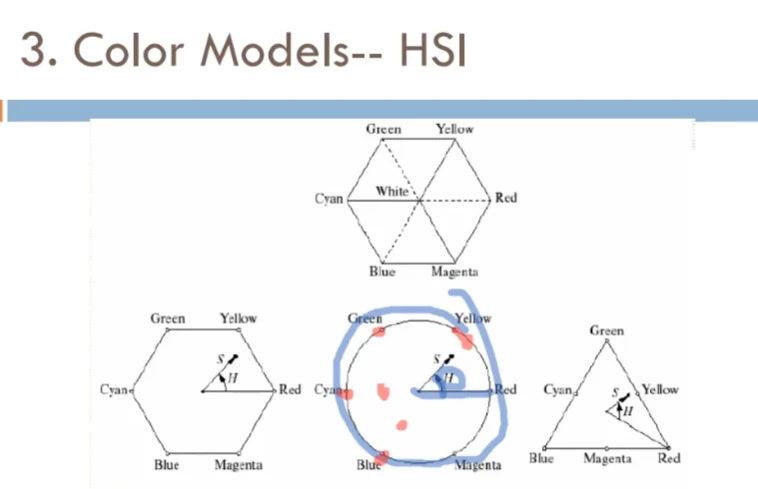 3. Color Models-- HSI
Green Yellow
Cyan White Red
Blue Magenta
Green Yellow
S
H
Cyan Red
Blue Magenta
Green Yellow
S
H
Cyan Red
Blue Magenta
Green
Cyan S Yellow
H
Blue Magenta Red